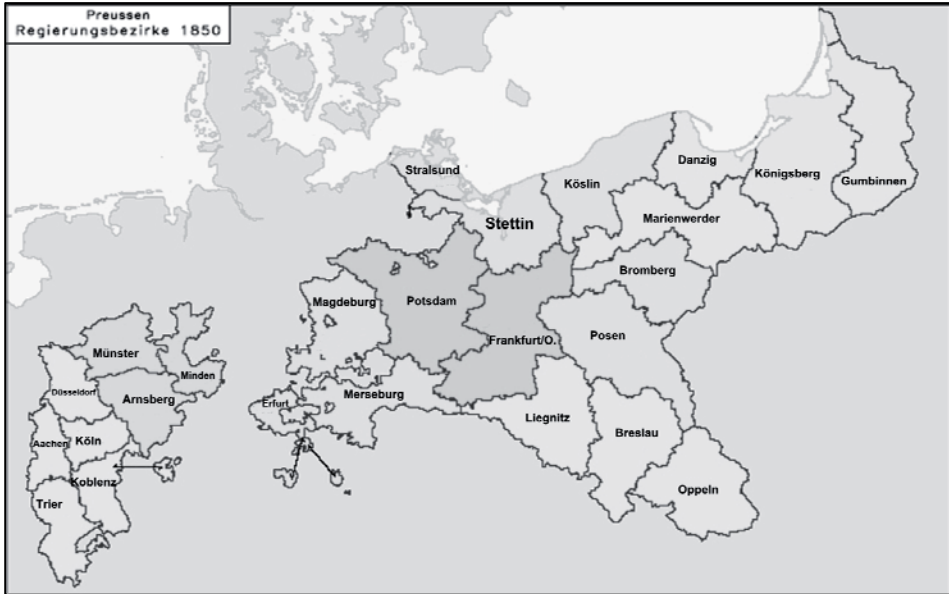 Preussen
Regierungsbezirke 1850
Stralsund
Danzig
Köslin
Königsberg
Gumbinnen
Stettin
Marienwerder
Bromberg
Magdeburg
Potsdam
Frankfurt/O.
Posen
Münster
Minden
Düsseldorf
Arnsberg
Erfurt
Merseburg
Liegnitz
Breslau
Aachen
Köln
Koblenz
Trier
Oppeln